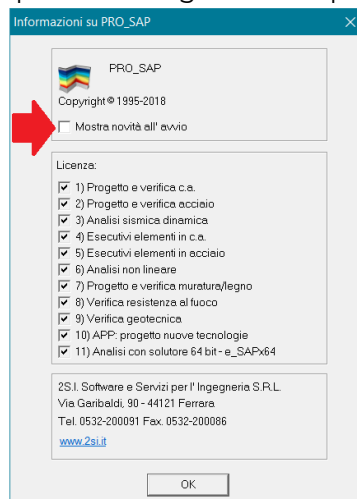 Informazioni su PRO_SAP
PRO_SAP
Copyright © 1995-2018
Mostra novità all' avvio
Licenza:
1) Progetto e verifica c.a.
2) Progetto e verifica acciaio
3) Analisi sismica dinamica
4) Esecutivi elementi in c.a.
5) Esecutivi elementi in acciaio
6) Analisi non lineare
7) Progetto e verifica muratura/legno
8) Verifica resistenza al fuoco
9) Verifica geotecnica
10) APP: progetto nuove tecnologie
11) Analisi con solutore 64 bit - e_SAPx64
2S.I. Software e Servizi per l' Ingegneria S.R.L.
Via Garibaldi, 90 - 44121 Ferrara
Tel. 0532-200091 Fax. 0532-200086
www.2si.it
OK